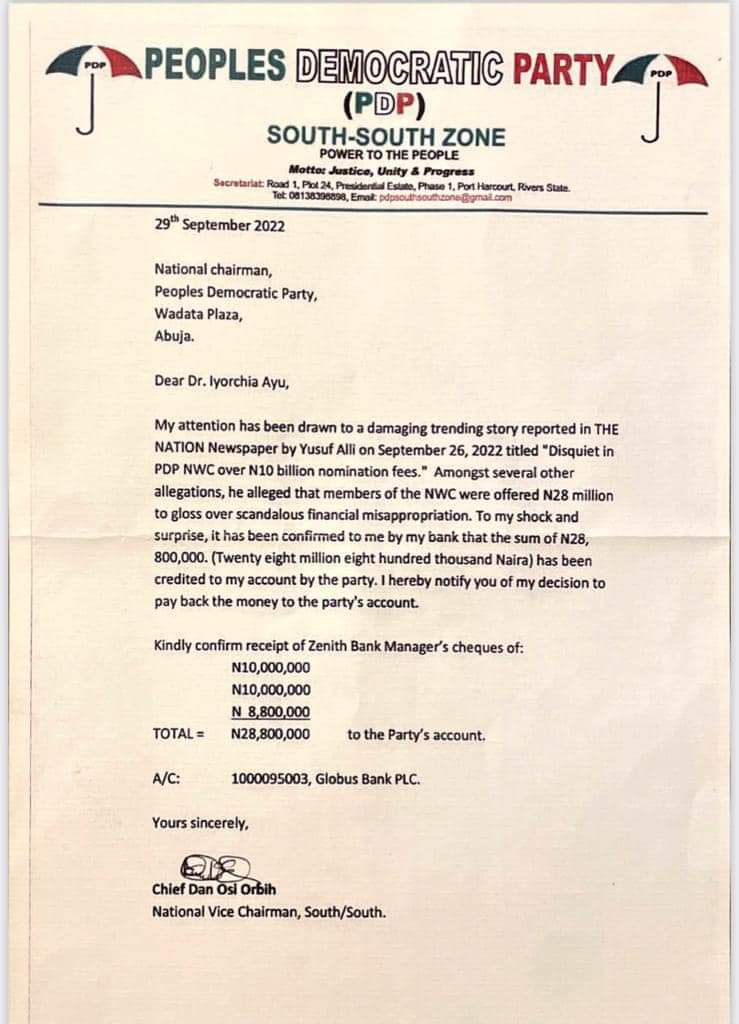 PDP PEOPLES DEMOCRATIC PARTY PDP
(PDP)
SOUTH-SOUTH ZONE
POWER TO THE PEOPLE
Motto: Justice, Unity & Progress
Secretariat: Road 1, Plot 24, Presidential Estate, Phase 1, Port Harcourt, Rivers State.
Tel: 08138398898, Email: pdpsouthsouthzone@gmail.com
29th September 2022
National chairman,
Peoples Democratic Party,
Wadata Plaza,
Abuja.
Dear Dr. Iyorchia Ayu,
My attention has been drawn to a damaging trending story reported in THE
NATION Newspaper by Yusuf Alli on September 26, 2022 titled "Disquiet in
PDP NWC over N10 billion nomination fees." Amongst several other
allegations, he alleged that members of the NWC were offered N28 million
to gloss over scandalous financial misappropriation. To my shock and
surprise, it has been confirmed to me by my bank that the sum of N28,
800,000. (Twenty eight million eight hundred thousand Naira) has been
credited to my account by the party. I hereby notify you of my decision to
pay back the money to the party's account.
Kindly confirm receipt of Zenith Bank Manager's cheques of:
N10,000,000
N10,000,000
N 8,800,000
TOTAL = N28,800,000 to the Party's account.
A/C: 1000095003, Globus Bank PLC.
Yours sincerely,
Chief Dan Osi Orbih
National Vice Chairman, South/South.